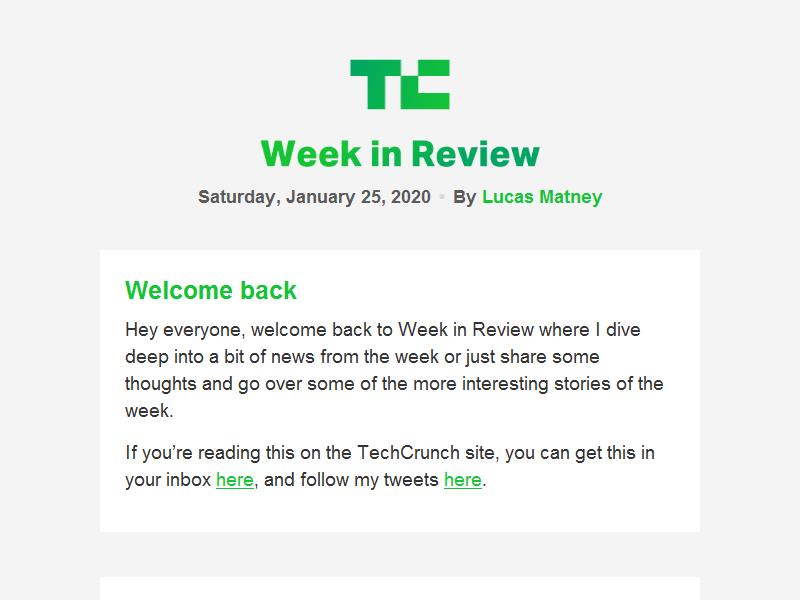 TC
Week in Review
Saturday, January 25, 2020 • By Lucas Matney
Welcome back
Hey everyone, welcome back to Week in Review where I dive
deep into a bit of news from the week or just share some
thoughts and go over some of the more interesting stories of the
week.
If you’re reading this on the TechCrunch site, you can get this in
your inbox here, and follow my tweets here.